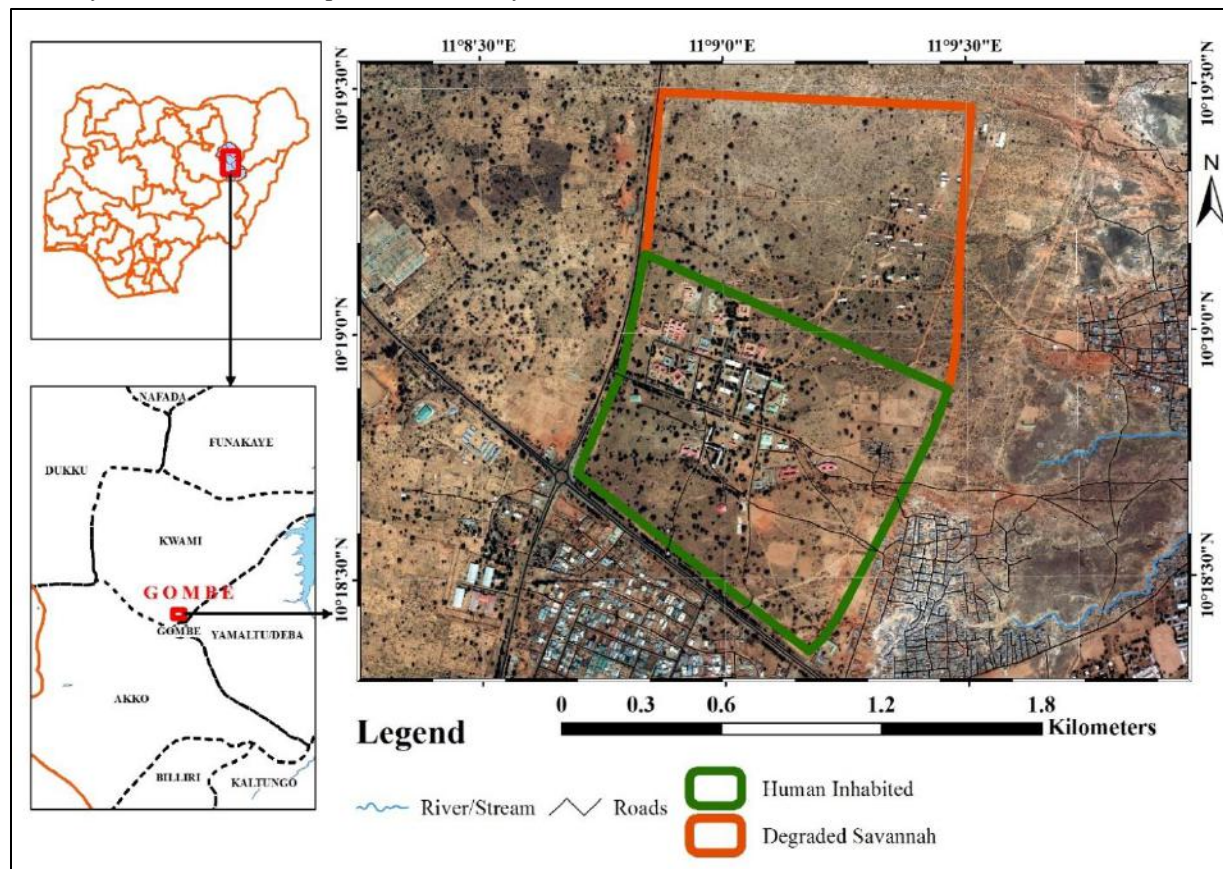 11°8'30"E 11°9'0"E 11°9'30"E
10°19'30"N 10°19'30"N
N
10°19'0"N 10°19'0"N
10°18'30"N 10°18'30"N
NAFADA
FUNAKAYE
DUKKU
KWAMI
GOMBE
GOMBE
YAMALTU/DEBA
AKKO
BILLIRI
KALTUNGO
0 0.3 0.6 1.2 1.8
Kilometers
Legend
River/Stream
Roads
Human Inhabited
Degraded Savannah